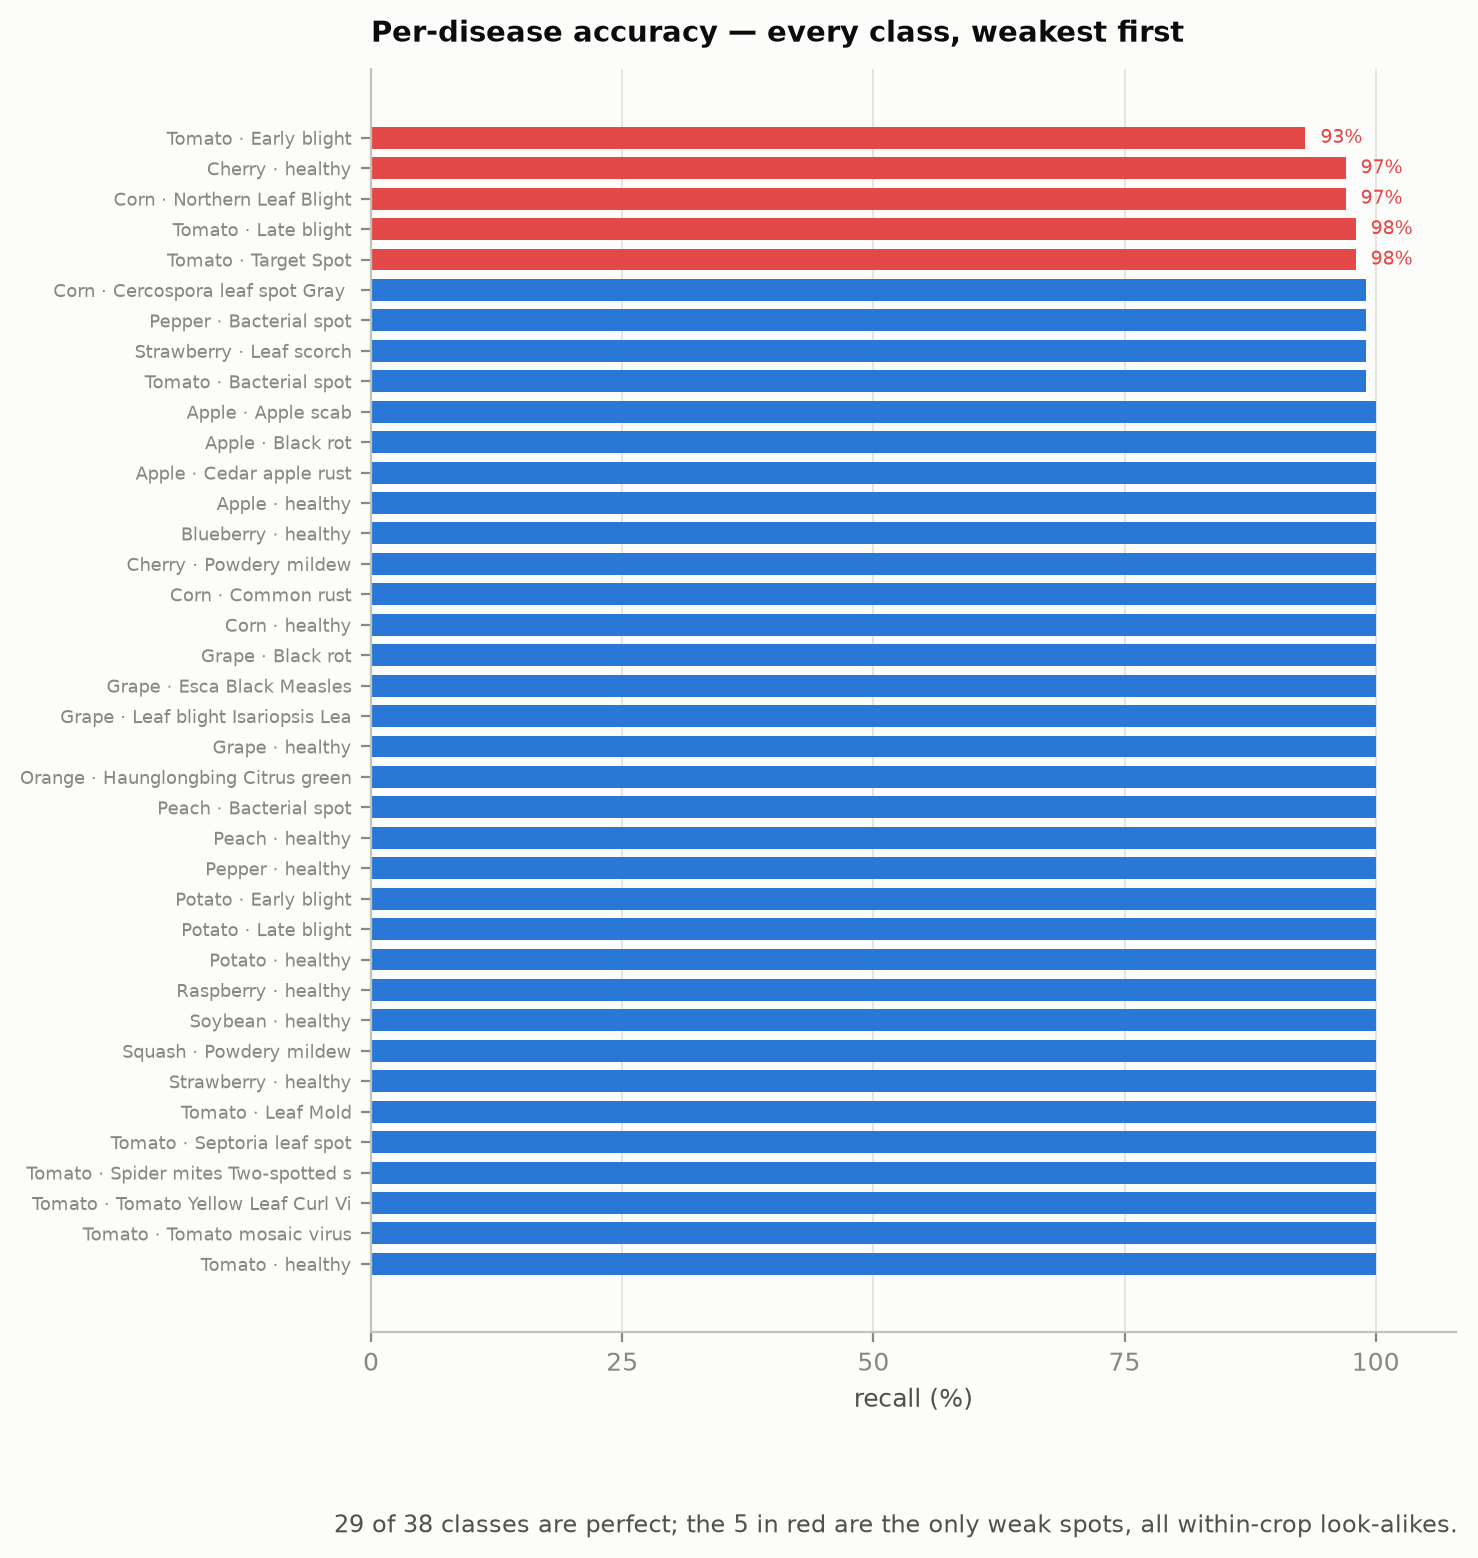 Per-disease accuracy — every class, weakest first
Tomato · Early blight 93%
Cherry · healthy 97%
Corn · Northern Leaf Blight 97%
Tomato · Late blight 98%
Tomato · Target Spot 98%
Corn · Cercospora leaf spot Gray
Pepper · Bacterial spot
Strawberry · Leaf scorch
Tomato · Bacterial spot
Apple · Apple scab
Apple · Black rot
Apple · Cedar apple rust
Apple · healthy
Blueberry · healthy
Cherry · Powdery mildew
Corn · Common rust
Corn · healthy
Grape · Black rot
Grape · Esca Black Measles
Grape · Leaf blight Isariopsis Lea
Grape · healthy
Orange · Haunglongbing Citrus green
Peach · Bacterial spot
Peach · healthy
Pepper · healthy
Potato · Early blight
Potato · Late blight
Potato · healthy
Raspberry · healthy
Soybean · healthy
Squash · Powdery mildew
Strawberry · healthy
Tomato · Leaf Mold
Tomato · Septoria leaf spot
Tomato · Spider mites Two-spotted s
Tomato · Tomato Yellow Leaf Curl Vi
Tomato · Tomato mosaic virus
Tomato · healthy
0 25 50 75 100
recall (%)
29 of 38 classes are perfect; the 5 in red are the only weak spots, all within-crop look-alikes.